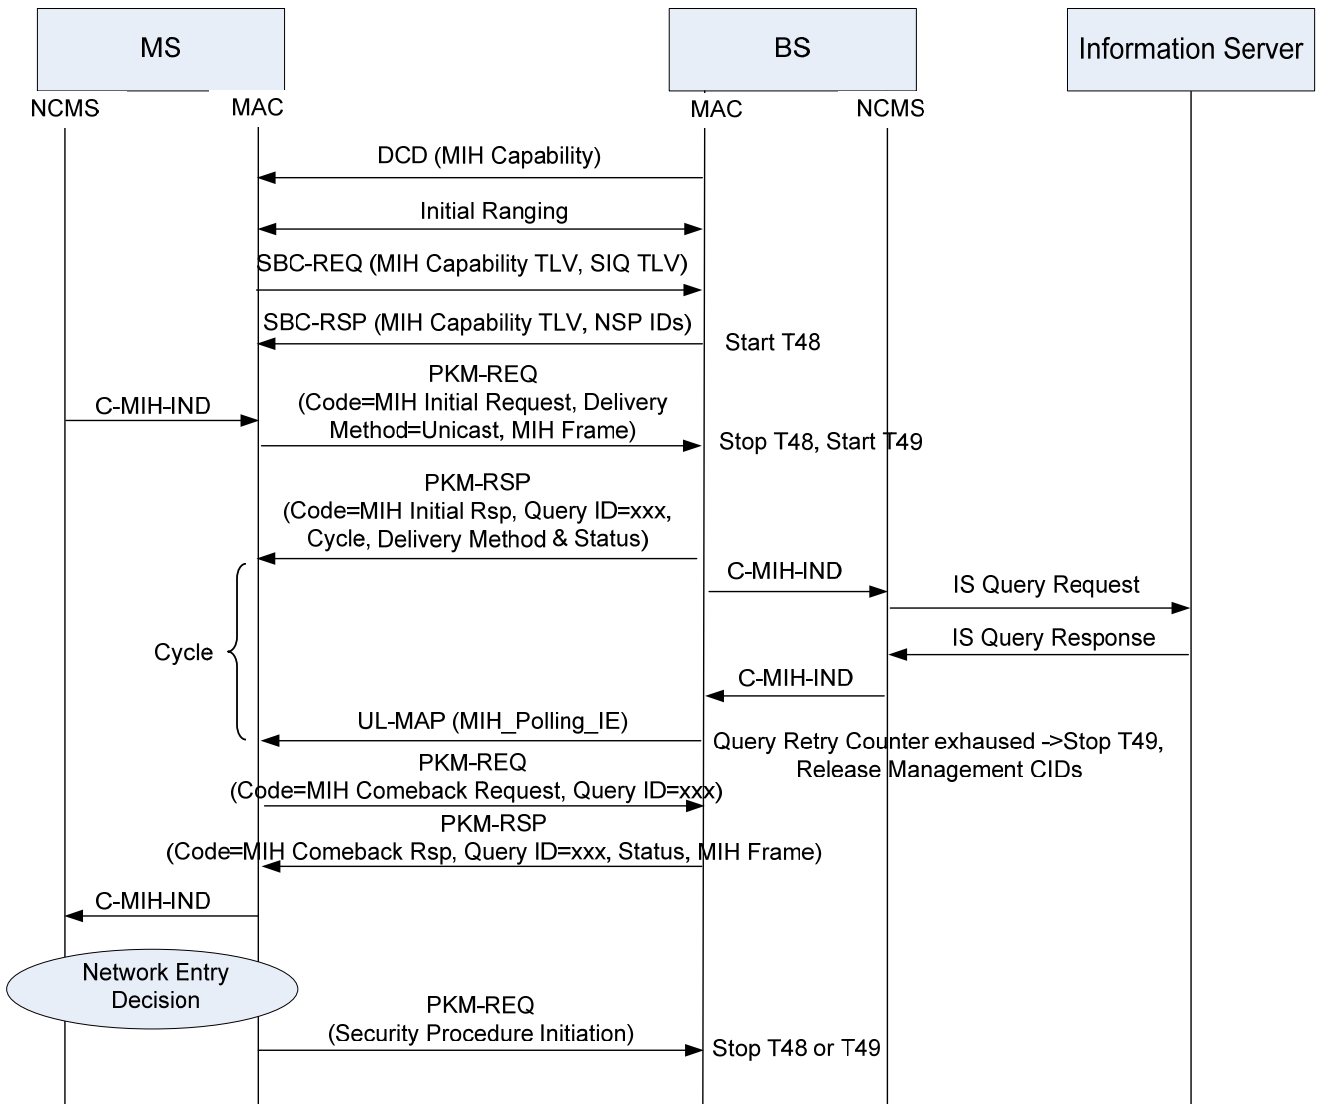 MS
BS
Information Server
NCMS
MAC
MAC
NCMS
DCD (MIH Capability)
Initial Ranging
SBC-REQ (MIH Capability TLV, SIQ TLV)
SBC-RSP (MIH Capability TLV, NSP IDs)
Start T48
PKM-REQ
(Code=MIH Initial Request, Delivery
Method=Unicast, MIH Frame)
C-MIH-IND
Stop T48, Start T49
PKM-RSP
(Code=MIH Initial Rsp, Query ID=xxx,
Cycle, Delivery Method & Status)
C-MIH-IND
IS Query Request
IS Query Response
Cycle
C-MIH-IND
UL-MAP (MIH_Polling_IE)
Query Retry Counter exhaused ->Stop T49,
Release Management CIDs
PKM-REQ
(Code=MIH Comeback Request, Query ID=xxx)
PKM-RSP
(Code=MIH Comeback Rsp, Query ID=xxx, Status, MIH Frame)
C-MIH-IND
Network Entry
Decision
PKM-REQ
(Security Procedure Initiation)
Stop T48 or T49